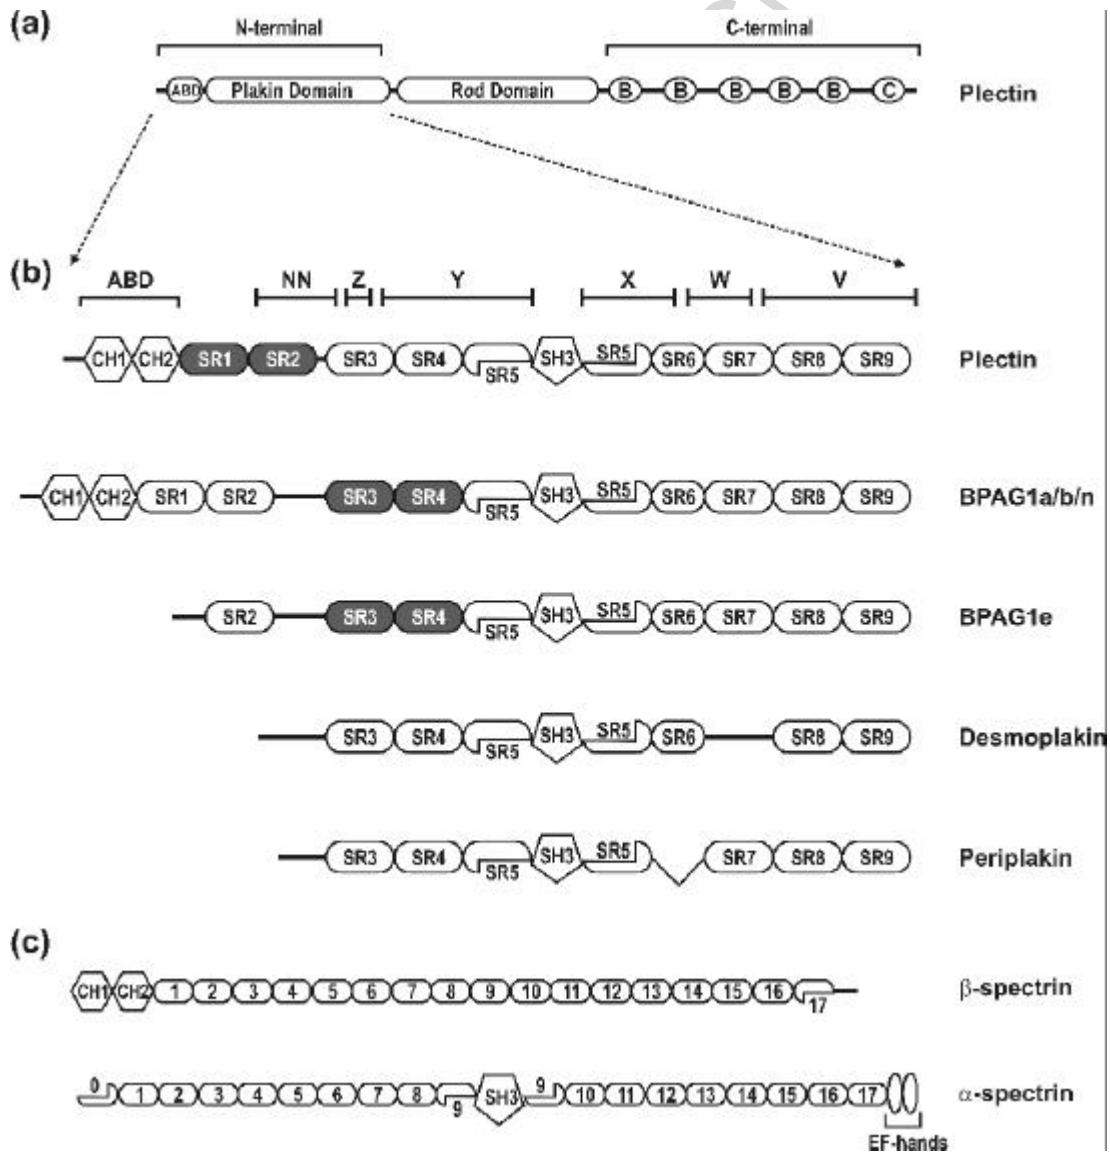 (a)
N-terminal C-terminal
ABD Plakin Domain Rod Domain B B B B B C Plectin
(b)
ABD NN Z Y X W V
CH1 CH2 SR1 SR2 SR3 SR4 SR5 SH3 SR5 SR6 SR7 SR8 SR9 Plectin
CH1 CH2 SR1 SR2 SR3 SR4 SR5 SH3 SR5 SR6 SR7 SR8 SR9 BPAG1a/b/n
SR2 SR3 SR4 SR5 SH3 SR5 SR6 SR7 SR8 SR9 BPAG1e
SR3 SR4 SR5 SH3 SR5 SR6 SR8 SR9 Desmoplakin
SR3 SR4 SR5 SH3 SR5 SR7 SR8 SR9 Periplakin
(c)
CH1 CH2 1 2 3 4 5 6 7 8 9 10 11 12 13 14 15 16 17 β-spectrin
0 1 2 3 4 5 6 7 8 9 SH3 9 10 11 12 13 14 15 16 17 α-spectrin
EF-hands